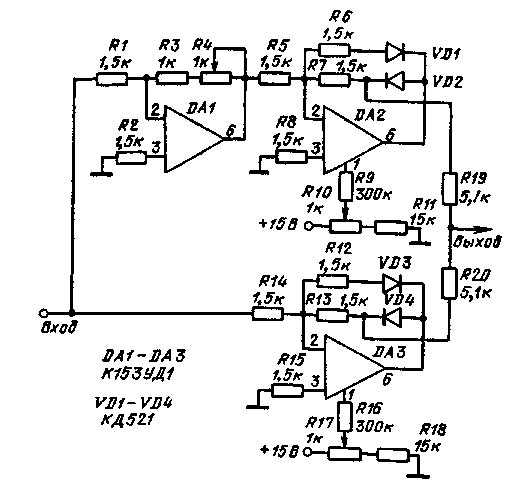 R6
1,5к
R1
1,5к
R3
1к
R4
1к
R5
1,5к
R7
1,5к
VD1
VD2
2
3
6
DA1
R2
1,5к
2
3
6
1
DA2
R8
1,5к
R9
300к
R10
1к
+15В
R11
15к
R19
5,1к
Выход
R20
5,1к
R12
1,5к
VD3
R14
1,5к
R13
1,5к
VD4
Вход
2
3
6
1
DA3
R15
1,5к
R16
300к
R17
1к
+15В
R18
15к
DA1-DA3
К153УД1
VD1-VD4
КД521